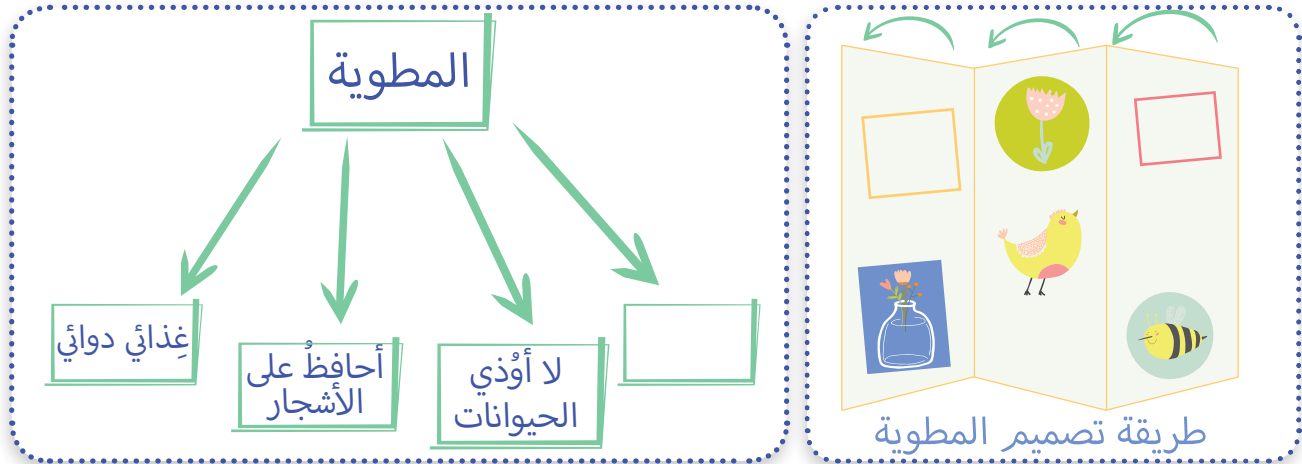 المطوية
لا أوُذي
الحيوانات
أحافظُ على
الأشجار
غِذائي دوائي
طريقة تصميم المطوية